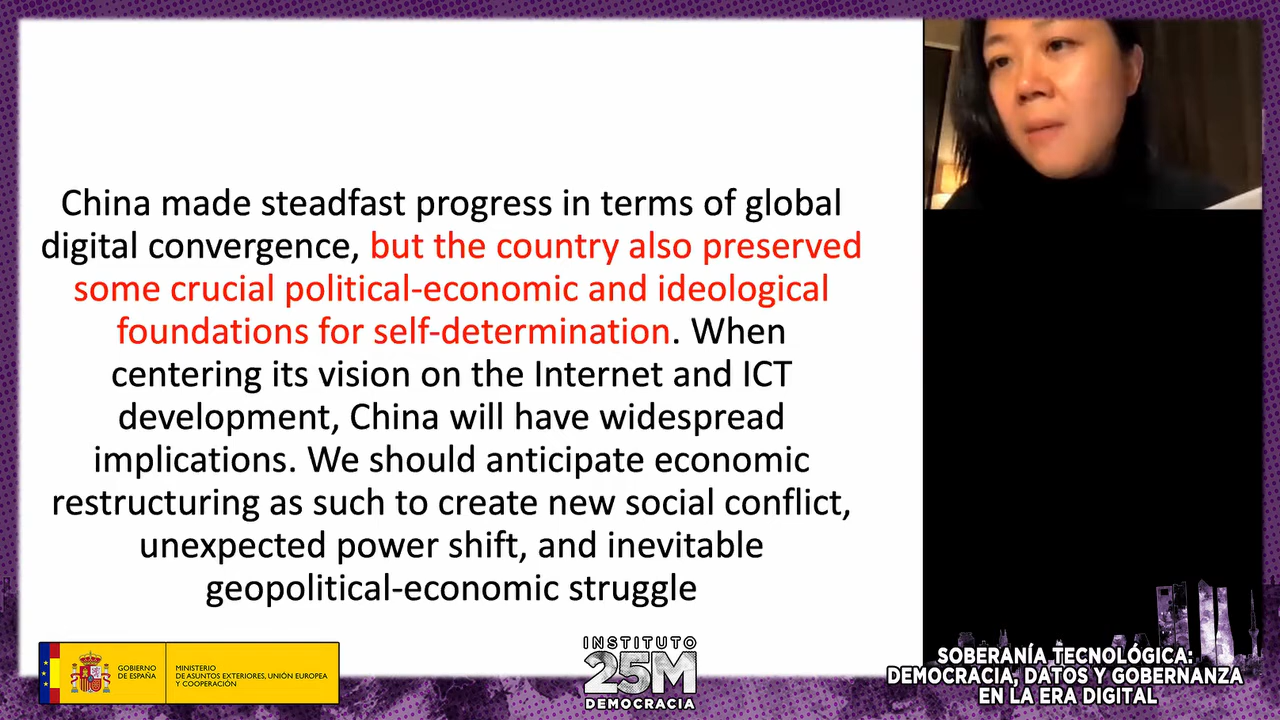 China made steadfast progress in terms of global
digital convergence, but the country also preserved
some crucial political-economic and ideological
foundations for self-determination. When
centering its vision on the Internet and ICT
development, China will have widespread
implications. We should anticipate economic
restructuring as such to create new social conflict,
unexpected power shift, and inevitable
geopolitical-economic struggle
GOBIERNO
DE ESPAÑA
MINISTERIO
DE ASUNTOS EXTERIORES, UNIÓN EUROPEA
Y COOPERACIÓN
INSTITUTO
25M
DEMOCRACIA
SOBERANÍA TECNOLÓGICA:
DEMOCRACIA, DATOS Y GOBERNANZA
EN LA ERA DIGITAL